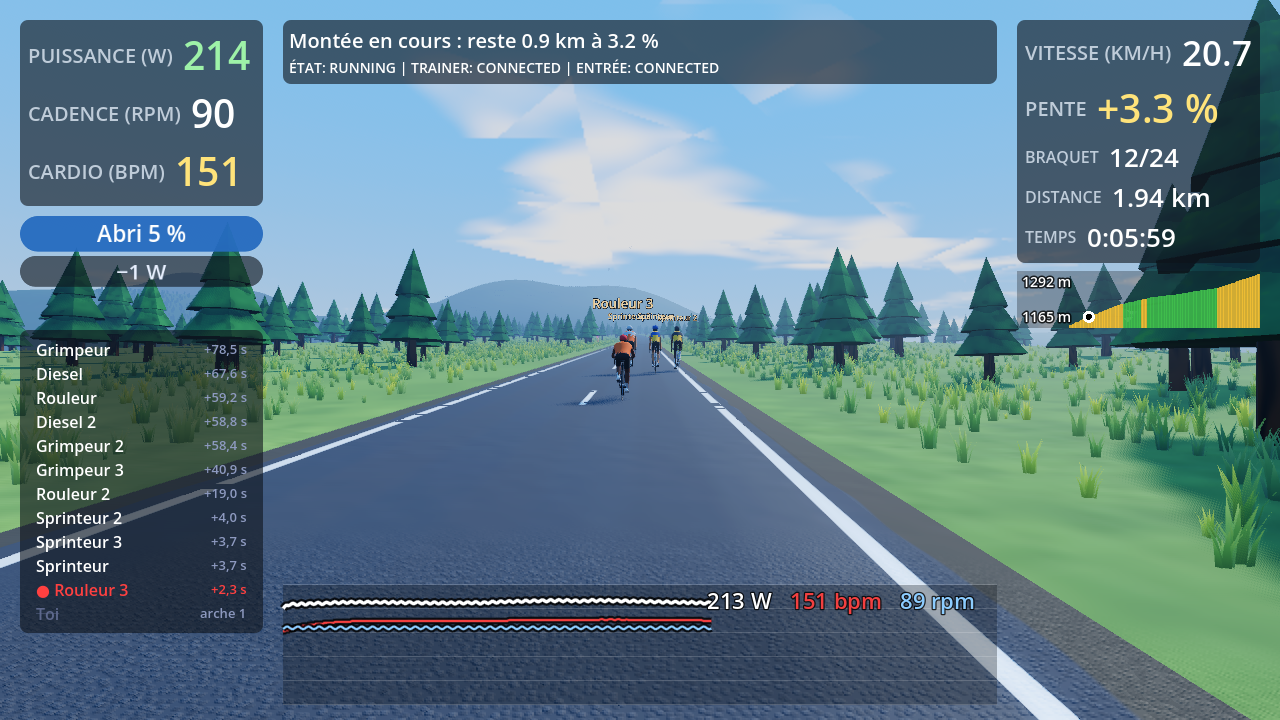 PUISSANCE (W) 214
CADENCE (RPM) 90
CARDIO (BPM) 151
Abri 5 %
−1 W
Montée en cours : reste 0.9 km à 3.2 %
ÉTAT: RUNNING | TRAINER: CONNECTED | ENTRÉE: CONNECTED
VITESSE (KM/H) 20.7
PENTE +3.3 %
BRAQUET 12/24
DISTANCE 1.94 km
TEMPS 0:05:59
1292 m
1165 m
Rouleur 3
Grimpeur +78,5 s
Diesel +67,6 s
Rouleur +59,2 s
Diesel 2 +58,8 s
Grimpeur 2 +58,4 s
Grimpeur 3 +40,9 s
Rouleur 2 +19,0 s
Sprinteur 2 +4,0 s
Sprinteur 3 +3,7 s
Sprinteur +3,7 s
Rouleur 3 +2,3 s
Toi arche 1
213 W 151 bpm 89 rpm